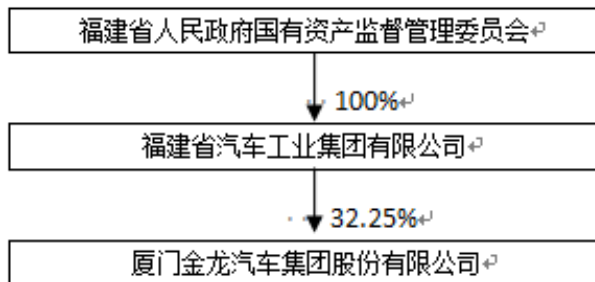 福建省人民政府国有资产监督管理委员会
100%
福建省汽车工业集团有限公司
32.25%
厦门金龙汽车集团股份有限公司